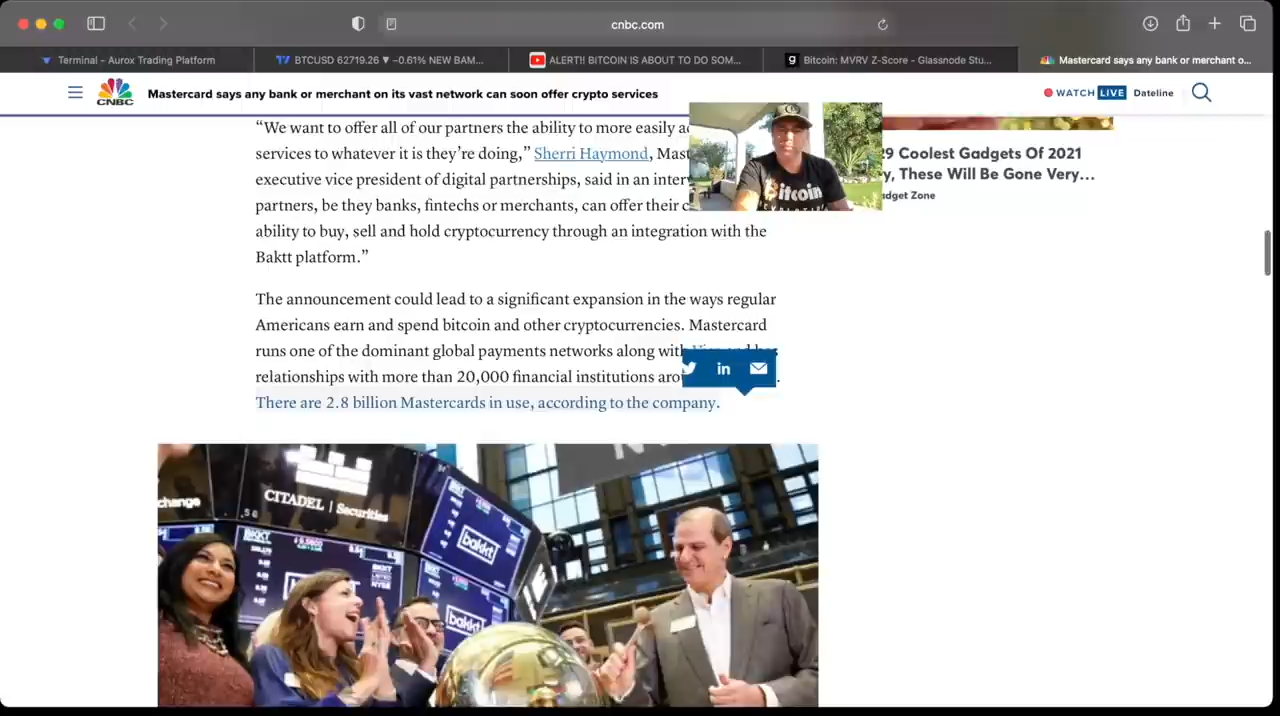 cnbc.com
Terminal – Aurox Trading Platform
BTCUSD 62719.26 ▼ −0.61% NEW BAM...
ALERT!! BITCOIN IS ABOUT TO DO SOM...
g
Bitcoin: MVRV Z-Score - Glassnode Stu...
Mastercard says any bank or merchant o...
CNBC
Mastercard says any bank or merchant on its vast network can soon offer crypto services
WATCH LIVE
Dateline
“We want to offer all of our partners the ability to more easily
services to whatever it is they’re doing,” Sherri Haymond,
executive vice president of digital partnerships, said in an
partners, be they banks, fintechs or merchants, can offer their
ability to buy, sell and hold cryptocurrency through an integration with the
Baktt platform.”
29 Coolest Gadgets Of 2021
These Will Be Gone Very...
Gadget Zone
Bitcoin
The announcement could lead to a significant expansion in the ways regular
Americans earn and spend bitcoin and other cryptocurrencies. Mastercard
runs one of the dominant global payments networks along with
relationships with more than 20,000 financial institutions
in
There are 2.8 billion Mastercards in use, according to the company.
CITADEL | Securities
bakkt
bakkt